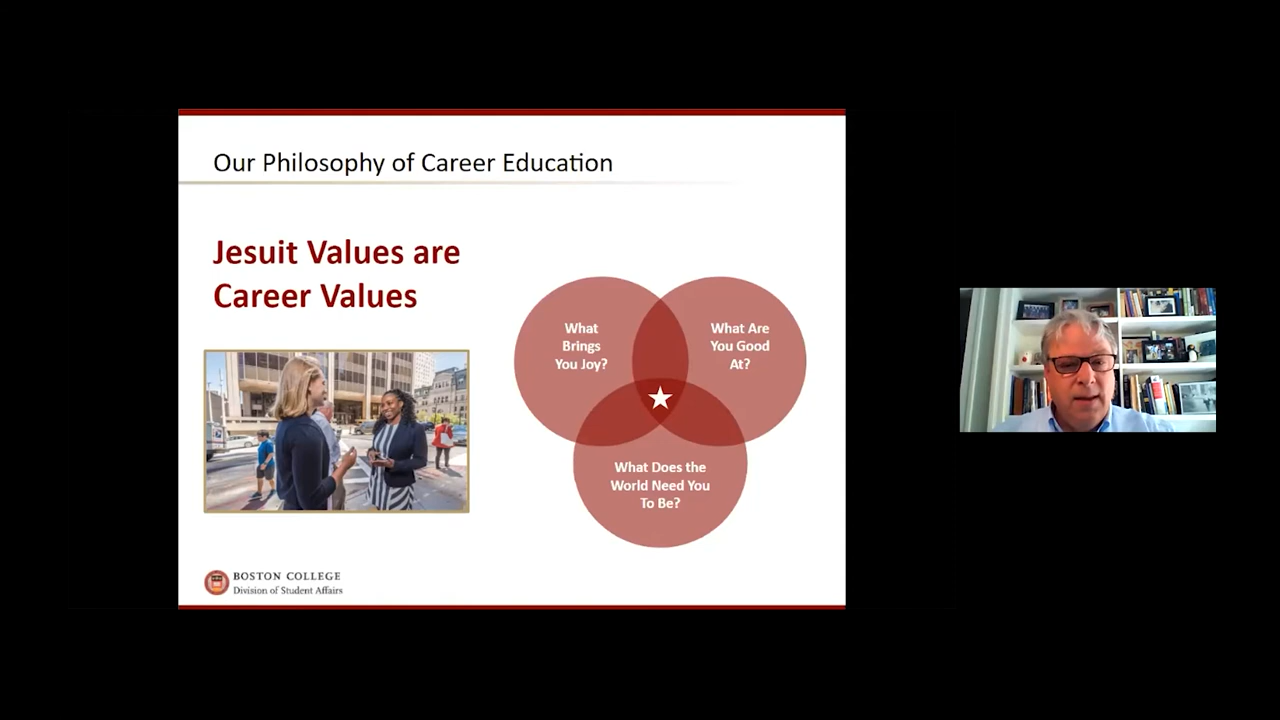 Our Philosophy of Career Education
Jesuit Values are
Career Values
What
Brings
You Joy?
What Are
You Good
At?
What Does the
World Need You
To Be?
BOSTON COLLEGE
Division of Student Affairs